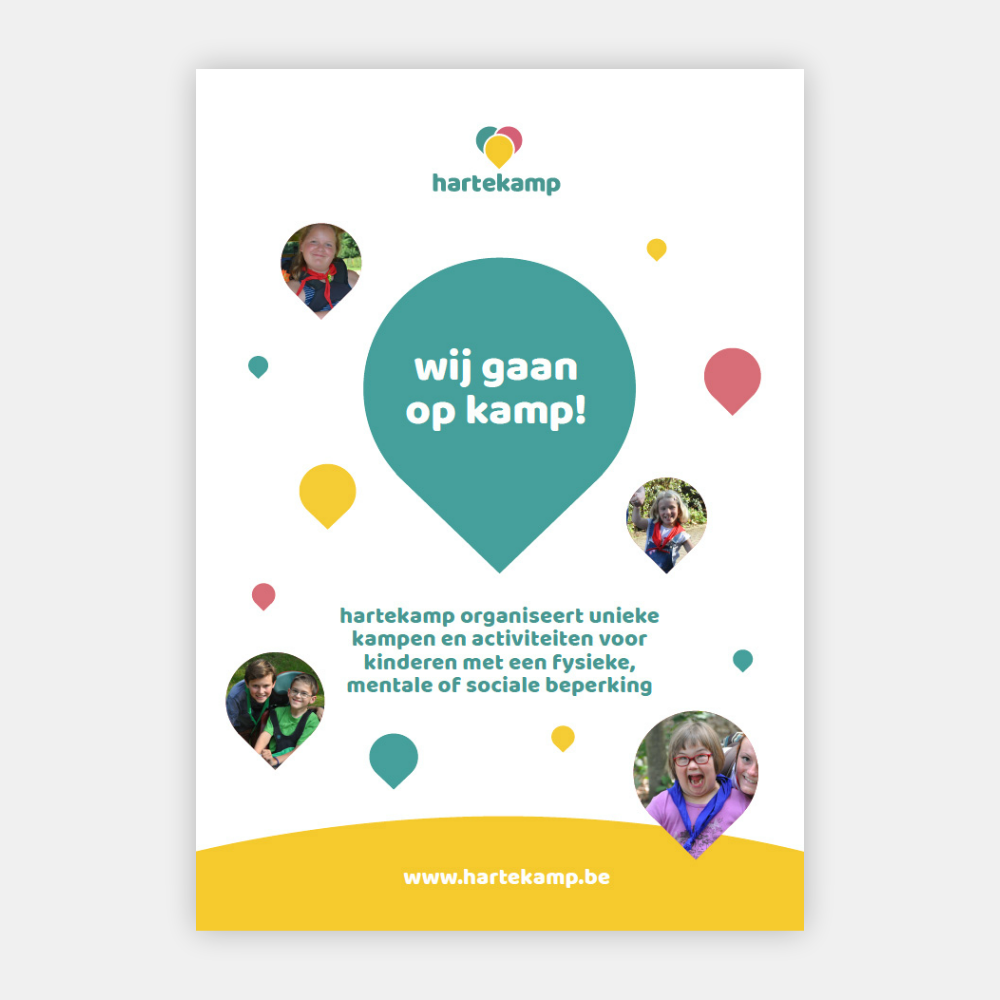 hartekamp
wij gaan
op kamp!
hartekamp organiseert unieke
kampen en activiteiten voor
kinderen met een fysieke,
mentale of sociale beperking
www.hartekamp.be